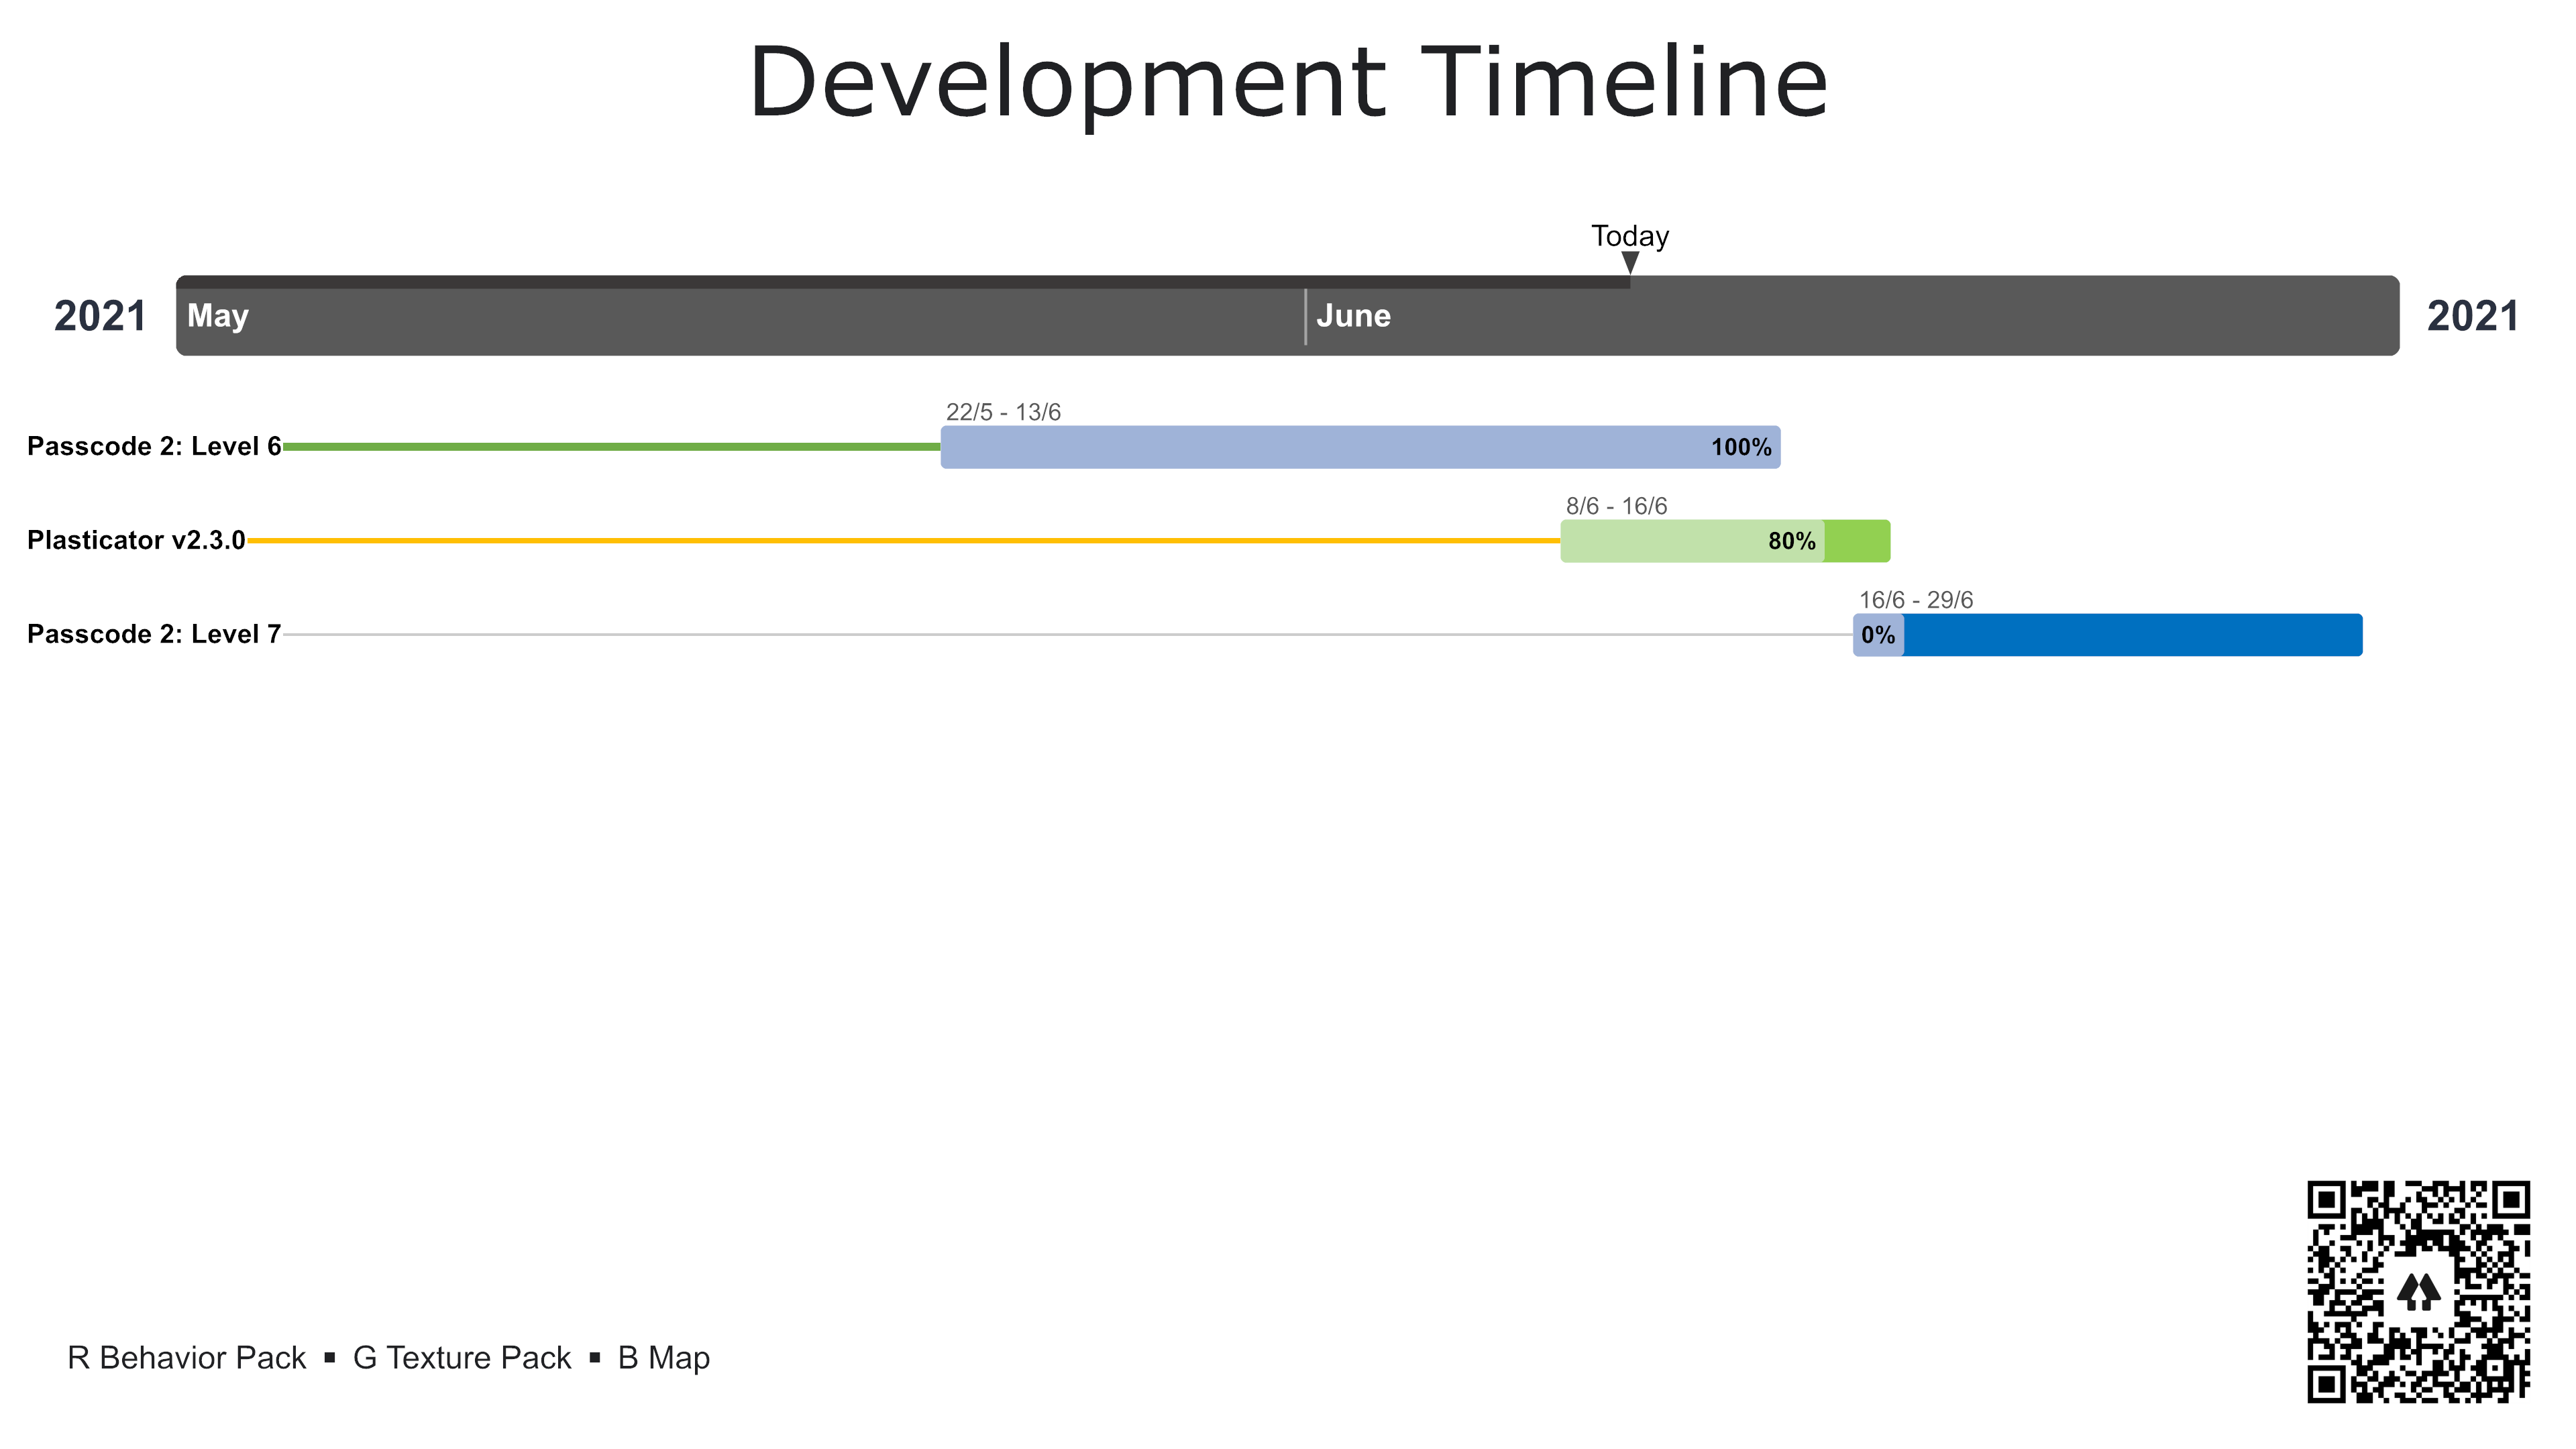 Development Timeline
Today
2021 May June 2021
22/5 - 13/6
Passcode 2: Level 6 100%
8/6 - 16/6
Plasticator v2.3.0 80%
16/6 - 29/6
Passcode 2: Level 7 0%
R Behavior Pack ▪ G Texture Pack ▪ B Map